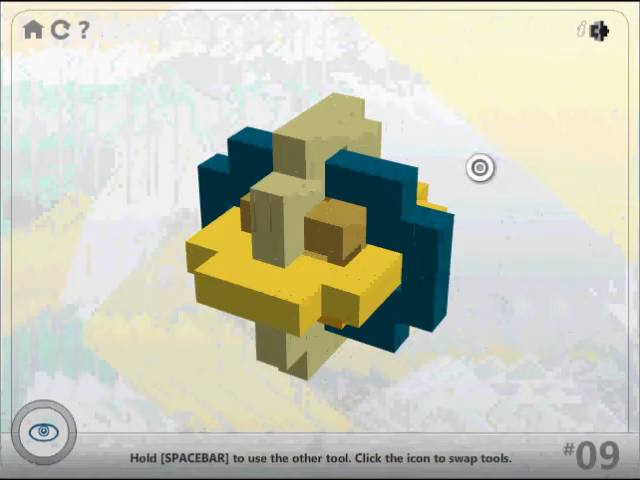 ?
i
Hold [SPACEBAR] to use the other tool. Click the icon to swap tools.
#09